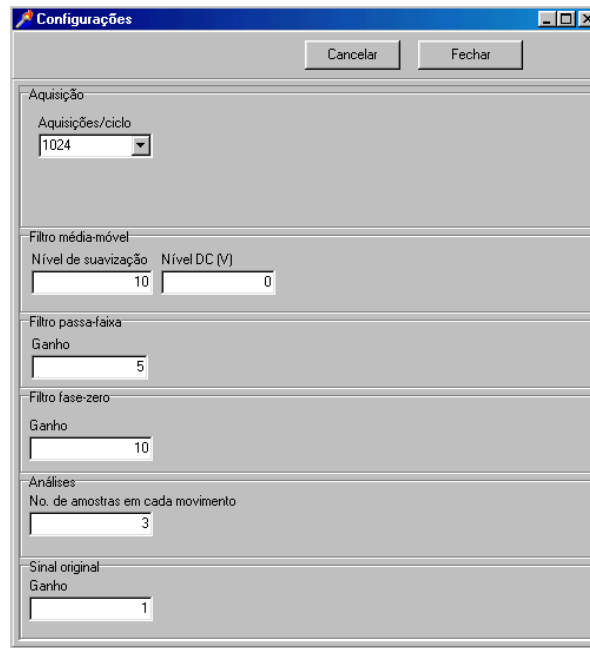 Configurações
Cancelar Fechar
Aquisição
Aquisições/ciclo
1024
Filtro média-móvel
Nível de suavização Nível DC (V)
10 0
Filtro passa-faixa
Ganho
5
Filtro fase-zero
Ganho
10
Análises
No. de amostras em cada movimento
3
Sinal original
Ganho
1